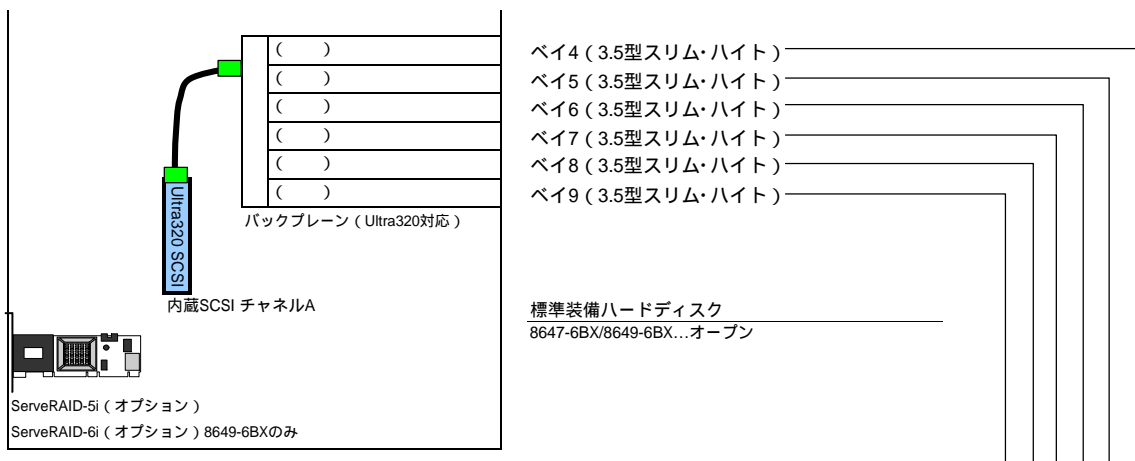 (　　)
(　　)
(　　)
(　　)
(　　)
(　　)
バックプレーン（Ultra320対応）
Ultra320 SCSI
内蔵SCSI チャネルA
ServeRAID-5i（オプション）
ServeRAID-6i（オプション）8649-6BXのみ
ベイ4（3.5型スリム･ハイト）
ベイ5（3.5型スリム･ハイト）
ベイ6（3.5型スリム･ハイト）
ベイ7（3.5型スリム･ハイト）
ベイ8（3.5型スリム･ハイト）
ベイ9（3.5型スリム･ハイト）
標準装備ハードディスク
8647-6BX/8649-6BX…オープン